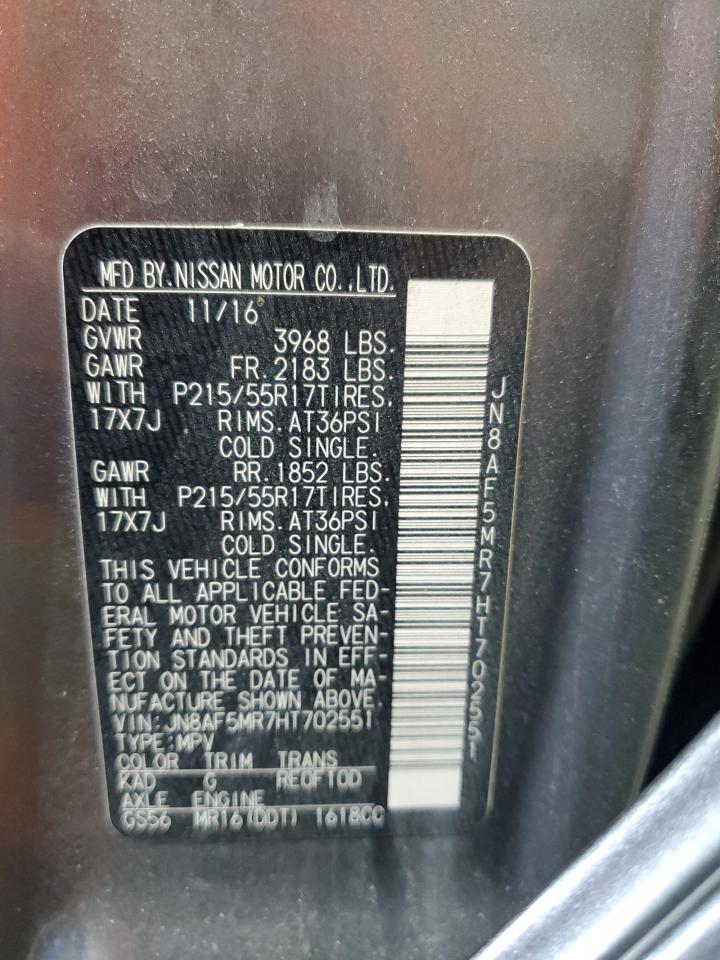 MFD BY.NISSAN MOTOR CO.,LTD.
DATE 11/16
GVWR 3968 LBS.
GAWR FR.2183 LBS.
WITH P215/55R17TIRES.
17X7J RIMS.AT36PSI
COLD SINGLE.
GAWR RR.1852 LBS.
WITH P215/55R17TIRES.
17X7J RIMS.AT36PSI
COLD SINGLE.
THIS VEHICLE CONFORMS
TO ALL APPLICABLE FED-
ERAL MOTOR VEHICLE SA-
FETY AND THEFT PREVEN-
TION STANDARDS IN EFF-
ECT ON THE DATE OF MA-
NUFACTURE SHOWN ABOVE.
VIN:JN8AF5MR7HT702551
TYPE:MPV
COLOR TRIM TRANS
KAD G RE0F10D
AXLE ENGINE
GS56 MR16(DDT) 1618CC
JN8AF5MR7HT702551